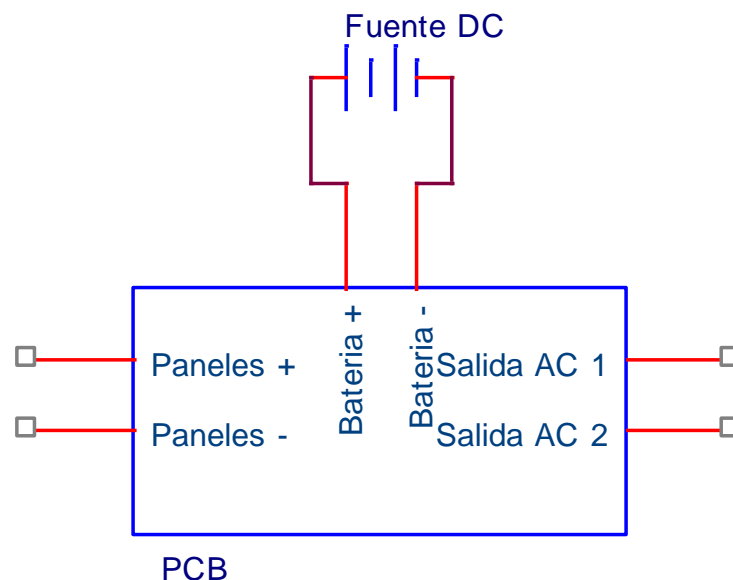 Fuente DC
Bateria +
Bateria -
Paneles +
Salida AC 1
Paneles -
Salida AC 2
PCB